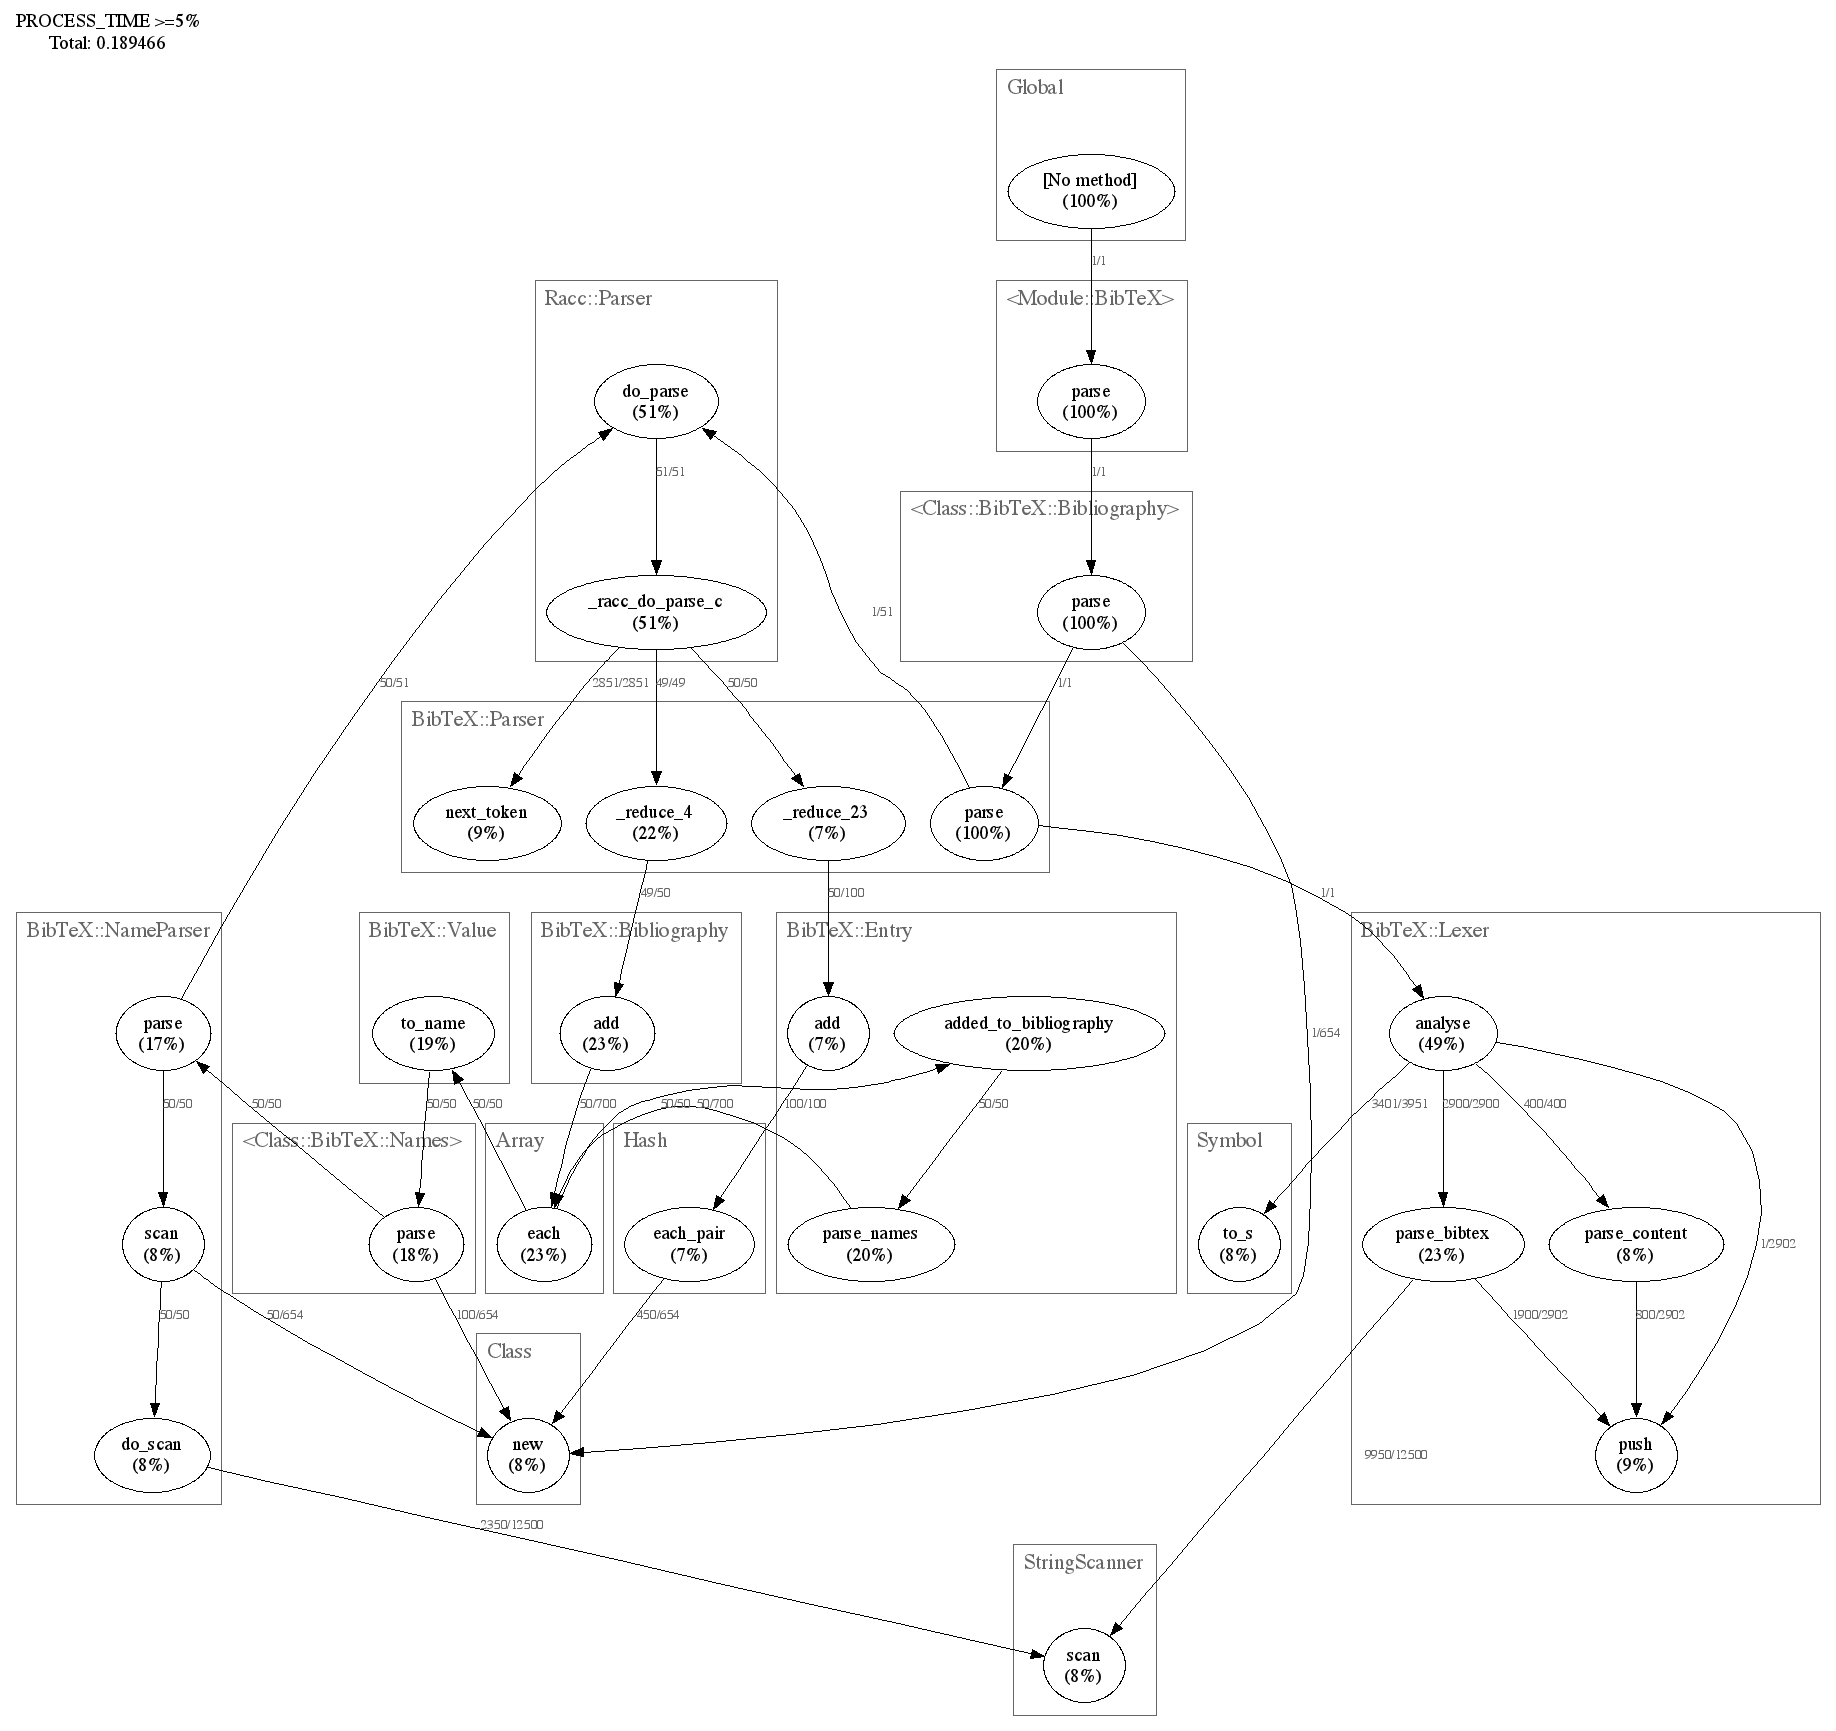 PROCESS_TIME >=5%
Total: 0.189466
Global
[No method]
(100%)
1/1
Racc::Parser
<Module::BibTeX>
do_parse
(51%)
parse
(100%)
51/51
1/1
<Class::BibTeX::Bibliography>
_racc_do_parse_c
(51%)
1/51
parse
(100%)
50/51
2851/2851
49/49
50/50
1/1
BibTeX::Parser
next_token
(9%)
_reduce_4
(22%)
_reduce_23
(7%)
parse
(100%)
49/50
50/100
1/1
BibTeX::NameParser
BibTeX::Value
BibTeX::Bibliography
BibTeX::Entry
BibTeX::Lexer
parse
(17%)
to_name
(19%)
add
(23%)
add
(7%)
added_to_bibliography
(20%)
1/654
analyse
(49%)
50/50
50/50
50/50
50/50
50/700
50/50
50/700
100/100
50/50
3401/3951
2900/2900
400/400
<Class::BibTeX::Names>
Array
Hash
Symbol
scan
(8%)
parse
(18%)
each
(23%)
each_pair
(7%)
parse_names
(20%)
to_s
(8%)
parse_bibtex
(23%)
parse_content
(8%)
1/2902
50/50
50/654
100/654
450/654
1900/2902
800/2902
Class
do_scan
(8%)
new
(8%)
9950/12500
push
(9%)
2350/12500
StringScanner
scan
(8%)